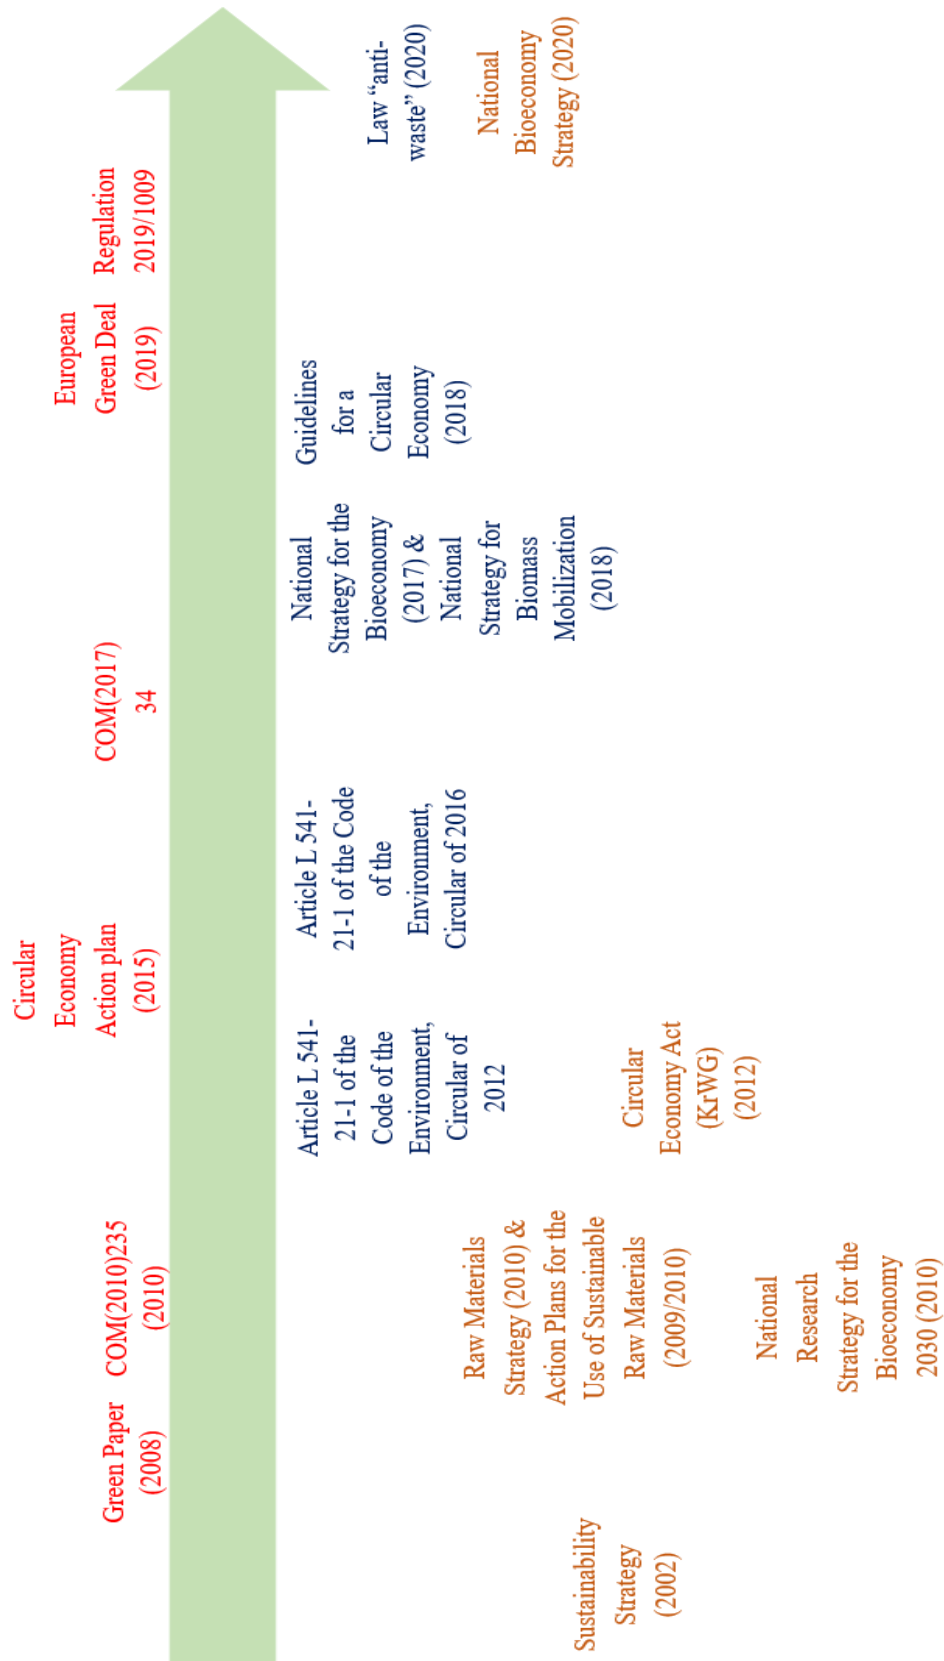 Green Paper
(2008)
COM(2010)235
(2010)
Circular
Economy
Action plan
(2015)
COM(2017)
34
European
Green Deal
(2019)
Regulation
2019/1009
Article L 541-
21-1 of the
Code of the
Environment,
Circular of
2012
Article L 541-
21-1 of the Code
of the
Environment,
Circular of 2016
National
Strategy for the
Bioeconomy
(2017) &
National
Strategy for
Biomass
Mobilization
(2018)
Guidelines
for a
Circular
Economy
(2018)
Law “anti-
waste” (2020)
Sustainability
Strategy
(2002)
Raw Materials
Strategy (2010) &
Action Plans for the
Use of Sustainable
Raw Materials
(2009/2010)
National
Research
Strategy for the
Bioeconomy
2030 (2010)
Circular
Economy Act
(KrWG)
(2012)
National
Bioeconomy
Strategy (2020)